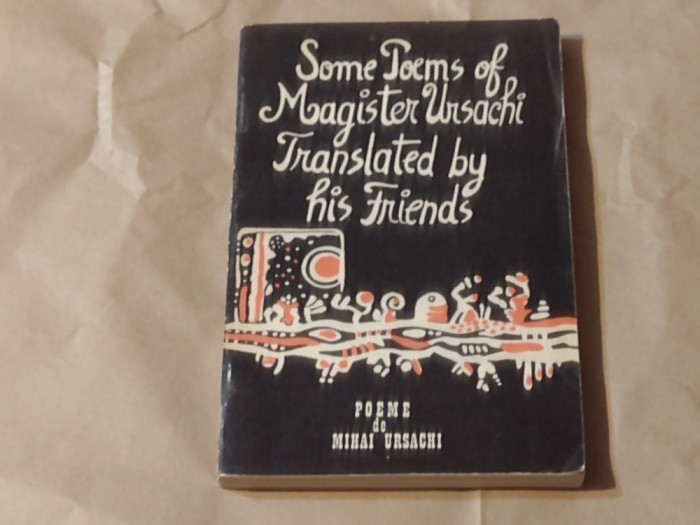 Some Poems of
Magister Ursachi
Translated by
his Friends
POEME
de
MIHAI URSACHI